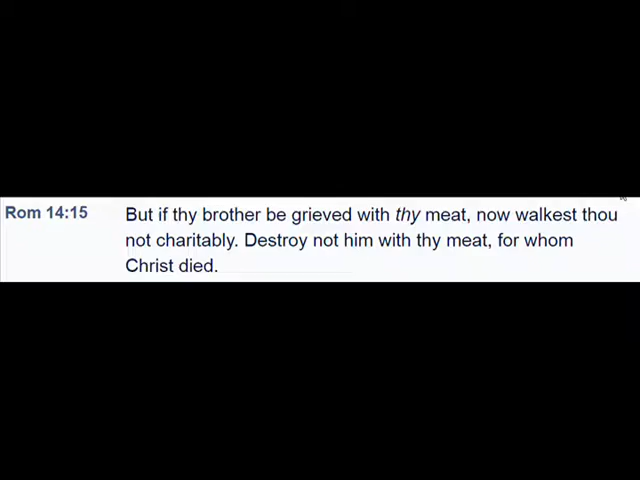 Rom 14:15 But if thy brother be grieved with thy meat, now walkest thou
not charitably. Destroy not him with thy meat, for whom
Christ died.